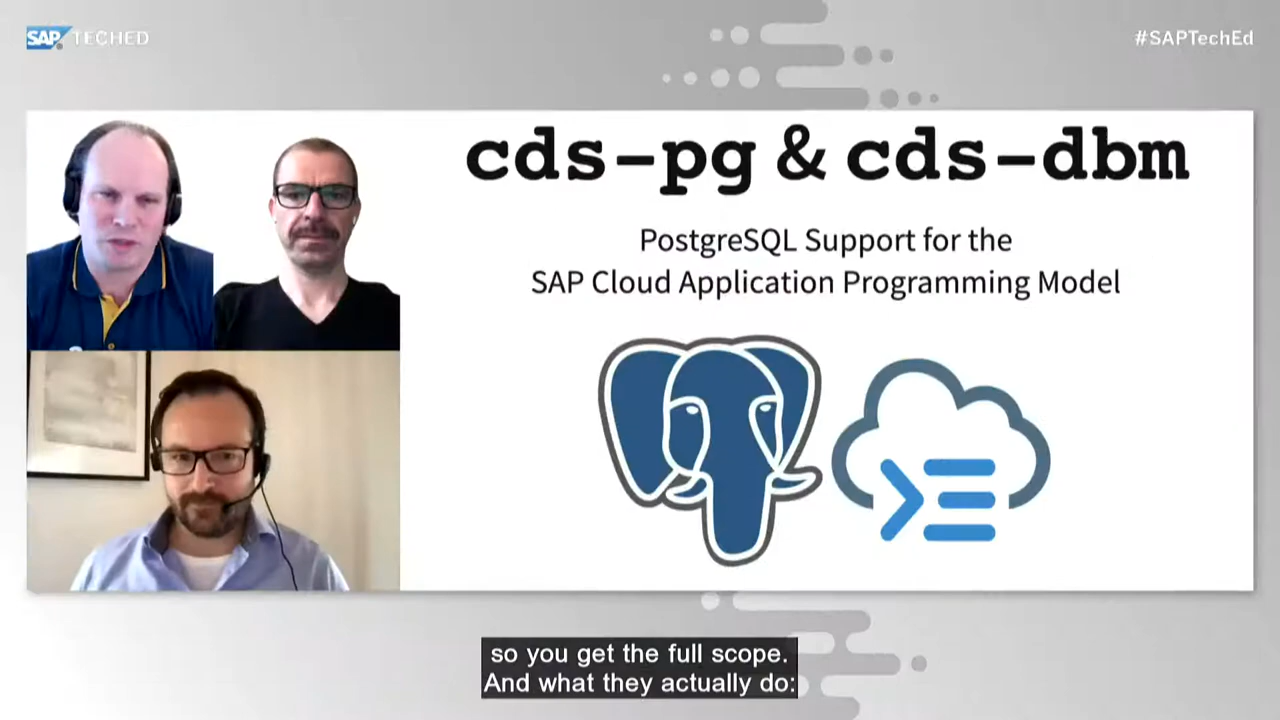 SAP TECHED
#SAPTechEd
cds-pg & cds-dbm
PostgreSQL Support for the
SAP Cloud Application Programming Model
so you get the full scope.
And what they actually do: